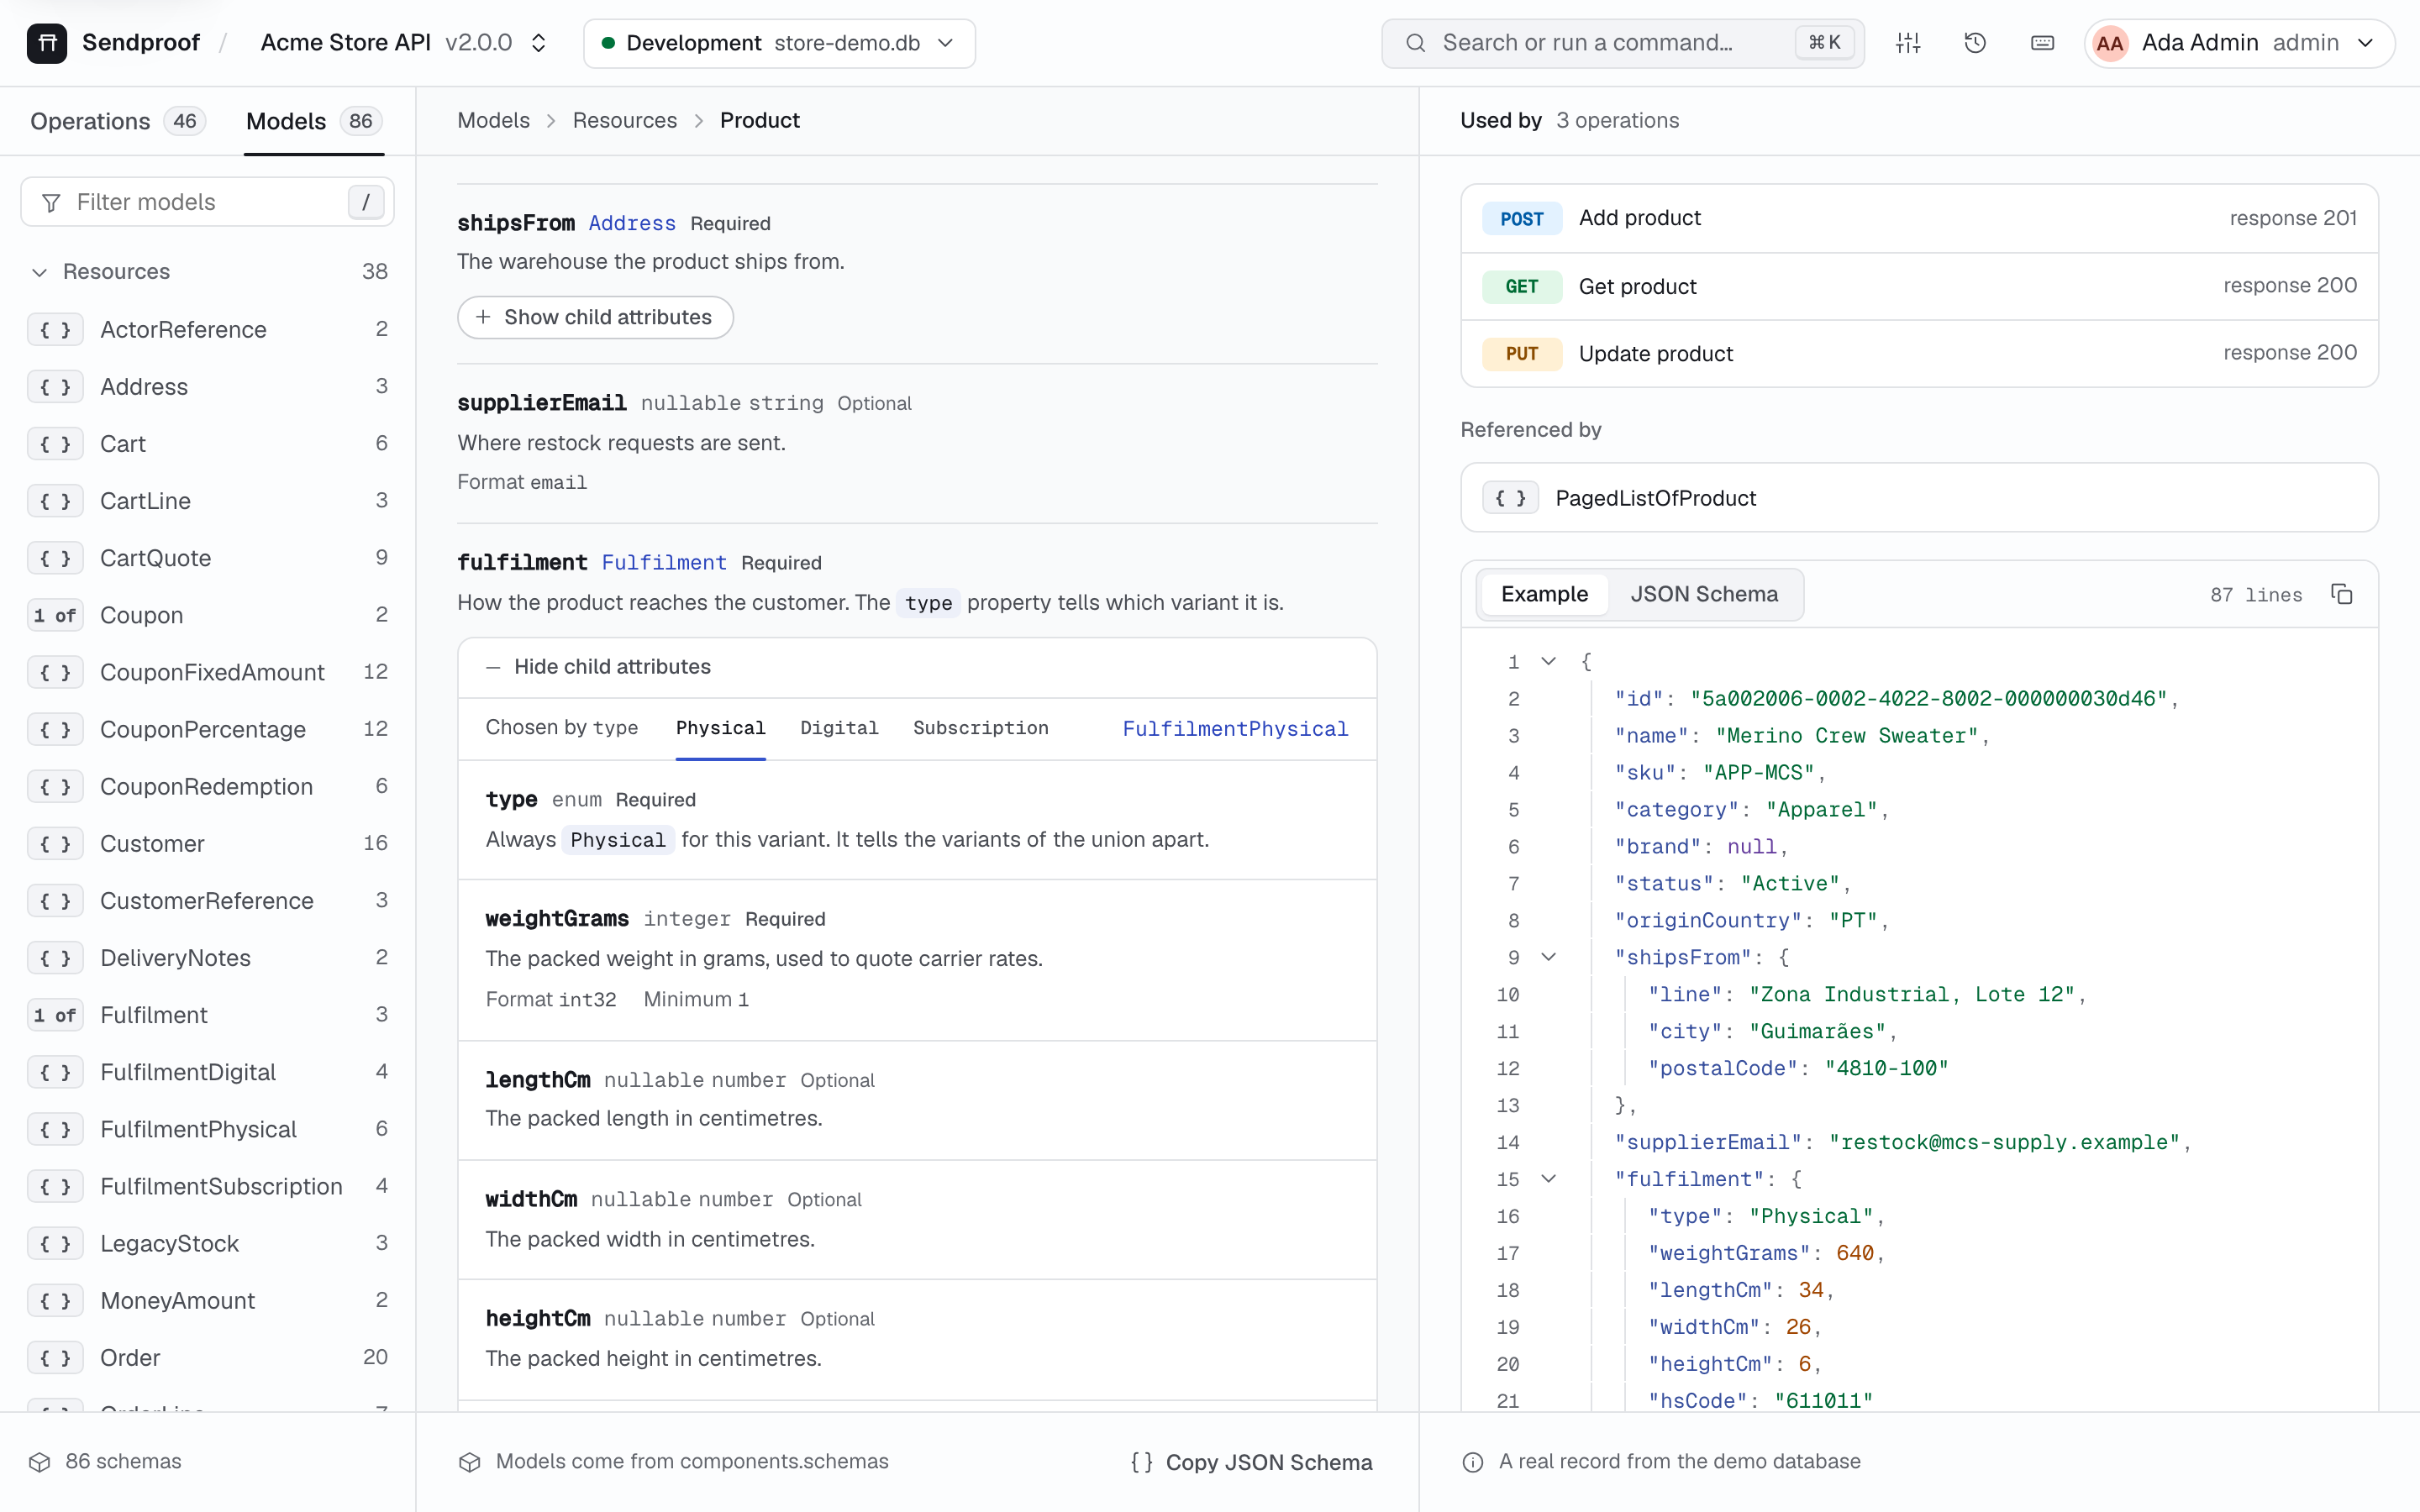 Sendproof / Acme Store API v2.0.0
Development store-demo.db
Search or run a command... ⌘K
AA Ada Admin admin
Operations 46 Models 86
Filter models /
Resources 38
{ } ActorReference 2
{ } Address 3
{ } Cart 6
{ } CartLine 3
{ } CartQuote 9
1 of Coupon 2
{ } CouponFixedAmount 12
{ } CouponPercentage 12
{ } CouponRedemption 6
{ } Customer 16
{ } CustomerReference 3
{ } DeliveryNotes 2
1 of Fulfilment 3
{ } FulfilmentDigital 4
{ } FulfilmentPhysical 6
{ } FulfilmentSubscription 4
{ } LegacyStock 3
{ } MoneyAmount 2
{ } Order 20
{ } OrderLine 7
86 schemas
Models > Resources > Product
shipsFrom Address Required
The warehouse the product ships from.
+ Show child attributes
supplierEmail nullable string Optional
Where restock requests are sent.
Format email
fulfilment Fulfilment Required
How the product reaches the customer. The type property tells which variant it is.
— Hide child attributes
Chosen by type Physical Digital Subscription FulfilmentPhysical
type enum Required
Always Physical for this variant. It tells the variants of the union apart.
weightGrams integer Required
The packed weight in grams, used to quote carrier rates.
Format int32 Minimum 1
lengthCm nullable number Optional
The packed length in centimetres.
widthCm nullable number Optional
The packed width in centimetres.
heightCm nullable number Optional
The packed height in centimetres.
Models come from components.schemas
{ } Copy JSON Schema
Used by 3 operations
POST Add product response 201
GET Get product response 200
PUT Update product response 200
Referenced by
{ } PagedListOfProduct
Example JSON Schema 87 lines
1 {
2 "id": "5a002006-0002-4022-8002-000000030d46",
3 "name": "Merino Crew Sweater",
4 "sku": "APP-MCS",
5 "category": "Apparel",
6 "brand": null,
7 "status": "Active",
8 "originCountry": "PT",
9 "shipsFrom": {
10 "line": "Zona Industrial, Lote 12",
11 "city": "Guimarães",
12 "postalCode": "4810-100"
13 },
14 "supplierEmail": "restock@mcs-supply.example",
15 "fulfilment": {
16 "type": "Physical",
17 "weightGrams": 640,
18 "lengthCm": 34,
19 "widthCm": 26,
20 "heightCm": 6,
21 "hsCode": "611011"
A real record from the demo database